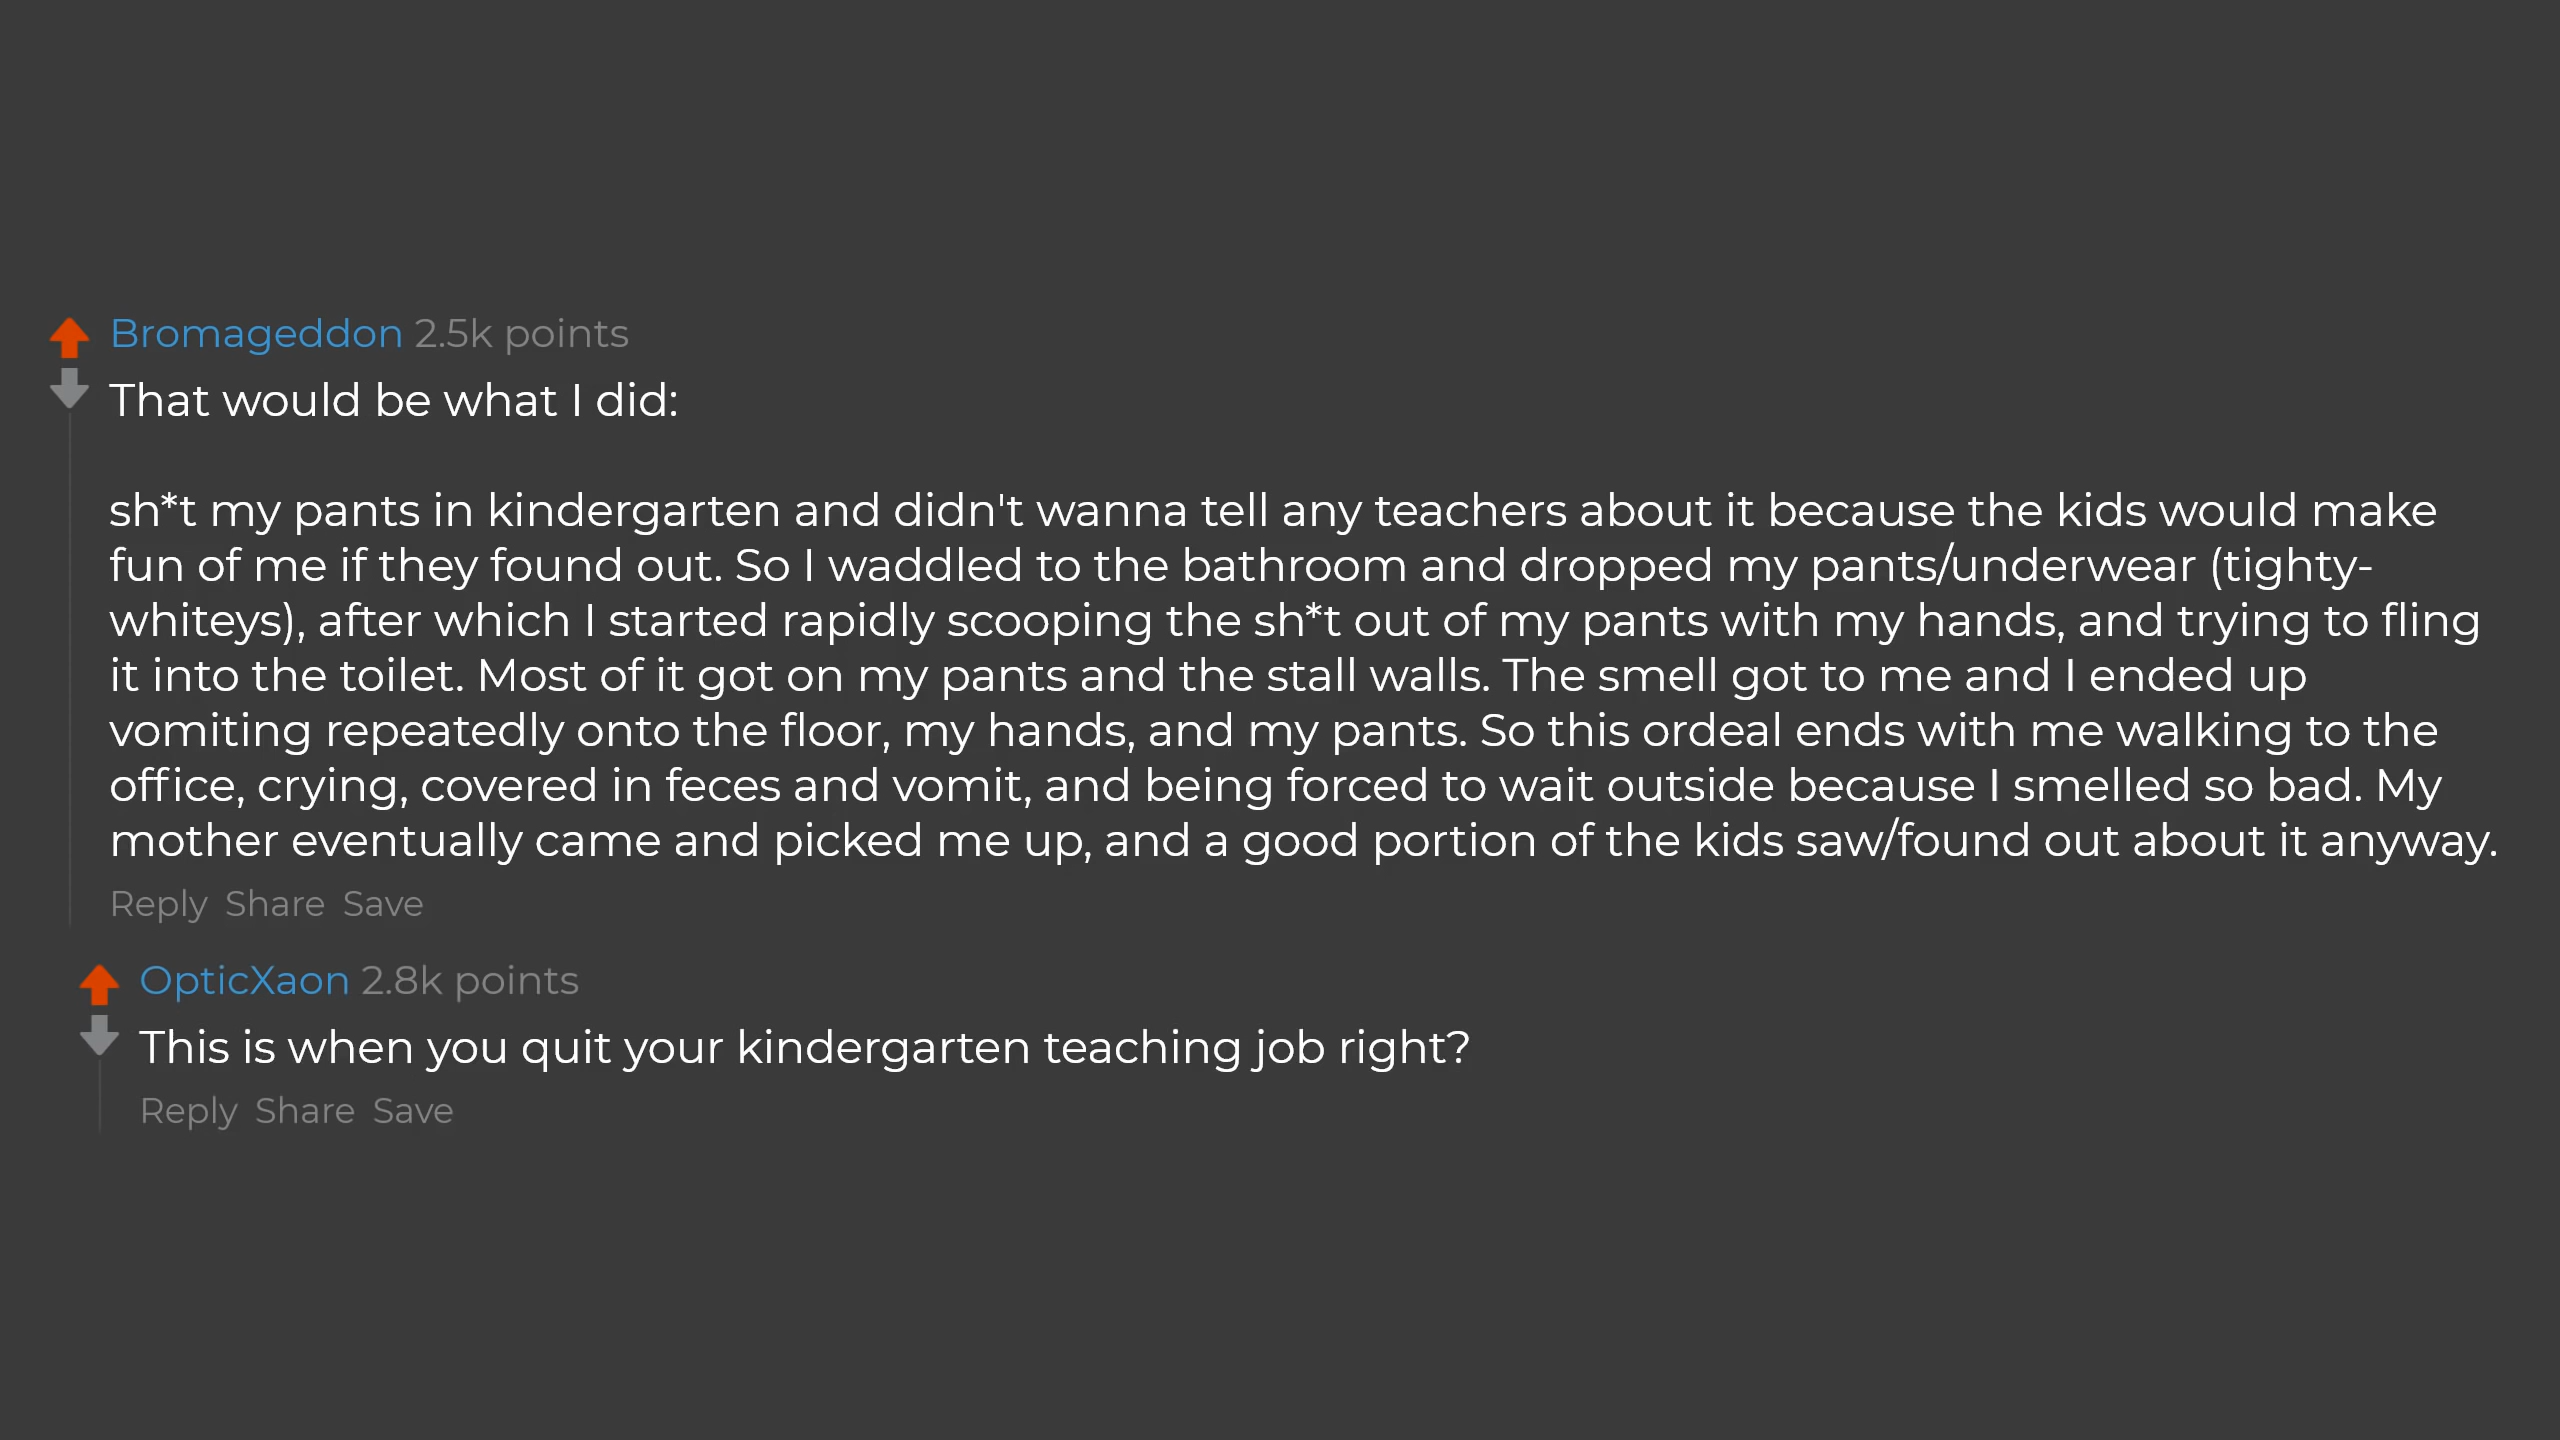 Bromageddon 2.5k points
That would be what I did:
sh*t my pants in kindergarten and didn't wanna tell any teachers about it because the kids would make
fun of me if they found out. So I waddled to the bathroom and dropped my pants/underwear (tighty-
whiteys), after which I started rapidly scooping the sh*t out of my pants with my hands, and trying to fling
it into the toilet. Most of it got on my pants and the stall walls. The smell got to me and I ended up
vomiting repeatedly onto the floor, my hands, and my pants. So this ordeal ends with me walking to the
office, crying, covered in feces and vomit, and being forced to wait outside because I smelled so bad. My
mother eventually came and picked me up, and a good portion of the kids saw/found out about it anyway.
Reply Share Save
OpticXaon 2.8k points
This is when you quit your kindergarten teaching job right?
Reply Share Save